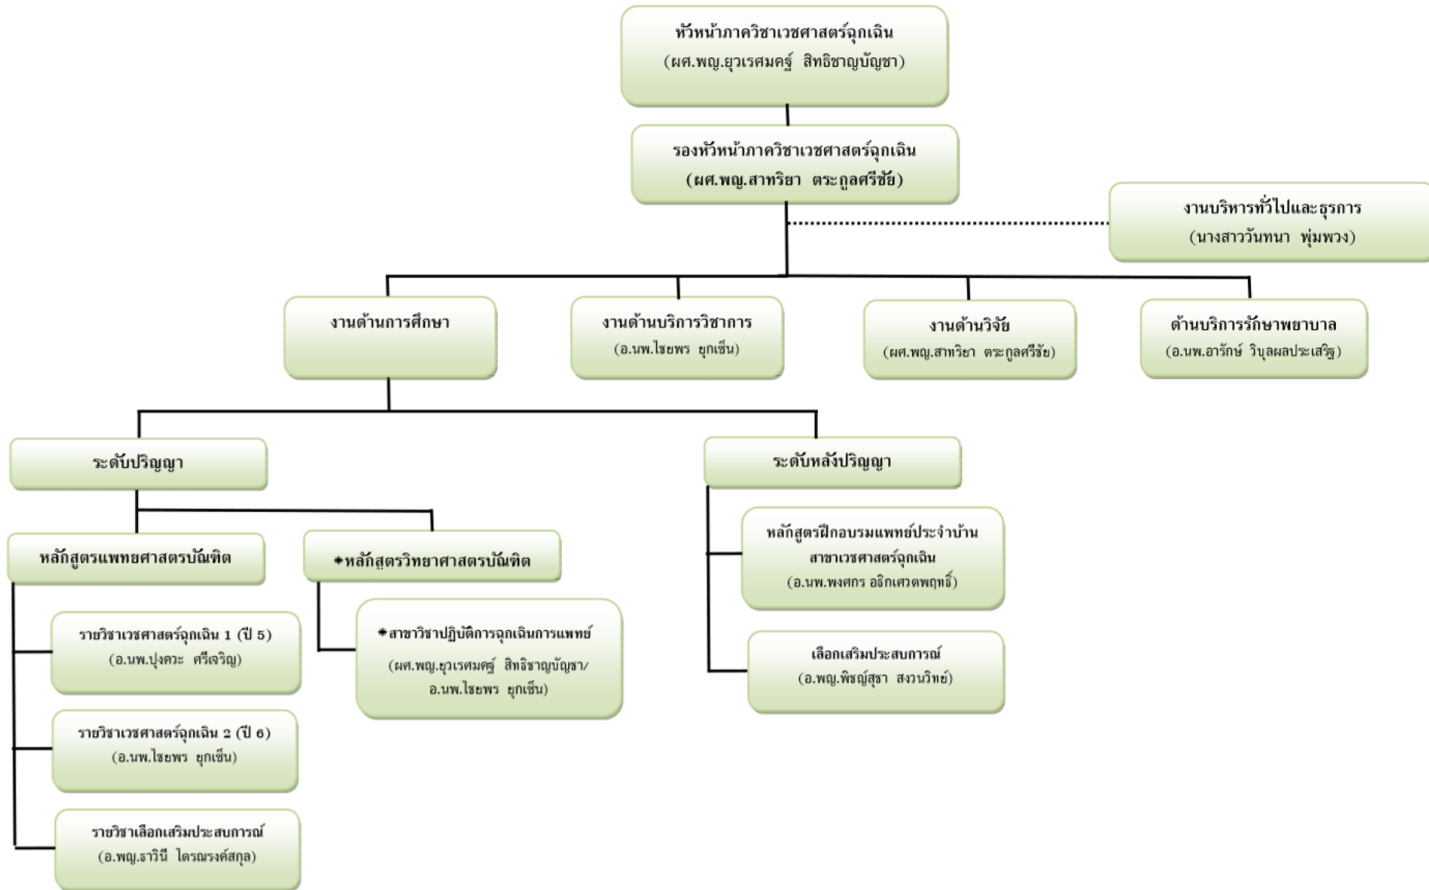 หัวหน้าภาควิชาเวชศาสตร์ฉุกเฉิน
(ผศ.พญ.ยุวเรศมคฐ์ สิทธิชาญบัญชา)
รองหัวหน้าภาควิชาเวชศาสตร์ฉุกเฉิน
(ผศ.พญ.สาทริยา ตระกูลศรีชัย)
งานบริหารทั่วไปและธุรการ
(นางสาววันทนา พุ่มพวง)
งานด้านการศึกษา
งานด้านบริการวิชาการ
(อ.นพ.ไชยพร ยุกเซ็น)
งานด้านวิจัย
(ผศ.พญ.สาทริยา ตระกูลศรีชัย)
ด้านบริการรักษาพยาบาล
(อ.นพ.อารักษ์ วิบุลผลประเสริฐ)
ระดับปริญญา
ระดับหลังปริญญา
หลักสูตรแพทยศาสตรบัณฑิต
*หลักสูตรวิทยาศาสตรบัณฑิต
หลักสูตรฝึกอบรมแพทย์ประจำบ้าน
สาขาเวชศาสตร์ฉุกเฉิน
(อ.นพ.พงศกร อธิกเศวตพฤทธิ์)
รายวิชาเวชศาสตร์ฉุกเฉิน 1 (ปี 5)
(อ.นพ.ปุงควะ ศรีเจริญ)
*สาขาวิชาปฏิบัติการฉุกเฉินการแพทย์
(ผศ.พญ.ยุวเรศมคฐ์ สิทธิชาญบัญชา/
อ.นพ.ไชยพร ยุกเซ็น)
เลือกเสริมประสบการณ์
(อ.พญ.พิชญ์สุชา สงวนวิทย์)
รายวิชาเวชศาสตร์ฉุกเฉิน 2 (ปี 6)
(อ.นพ.ไชยพร ยุกเซ็น)
รายวิชาเลือกเสริมประสบการณ์
(อ.พญ.ธาวินี ไตรณรงค์สกุล)